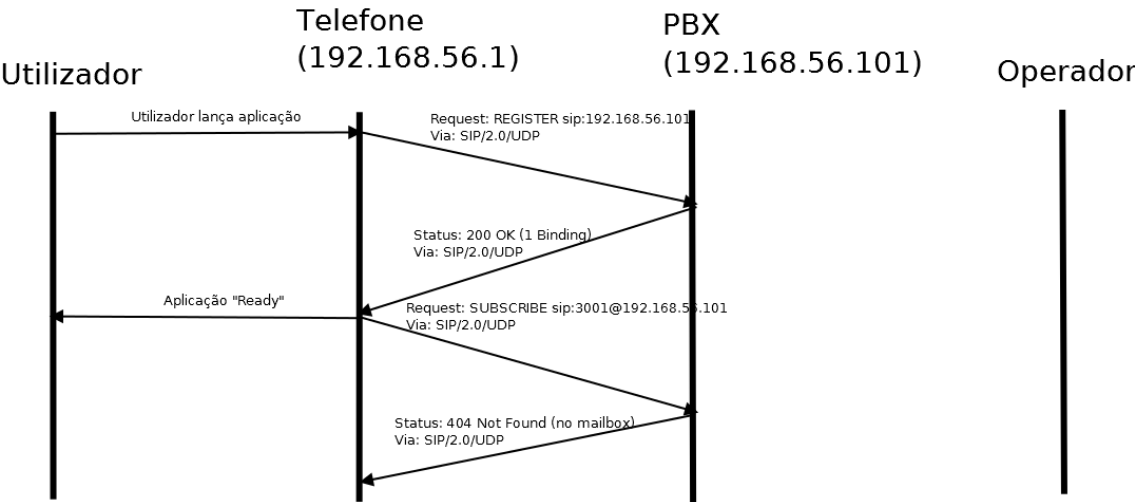 Utilizador
Telefone
(192.168.56.1)
PBX
(192.168.56.101)
Operador
Utilizador lança aplicação
Request: REGISTER sip:192.168.56.101
Via: SIP/2.0/UDP
Status: 200 OK (1 Binding)
Via: SIP/2.0/UDP
Aplicação "Ready"
Request: SUBSCRIBE sip:3001@192.168.56.101
Via: SIP/2.0/UDP
Status: 404 Not Found (no mailbox)
Via: SIP/2.0/UDP